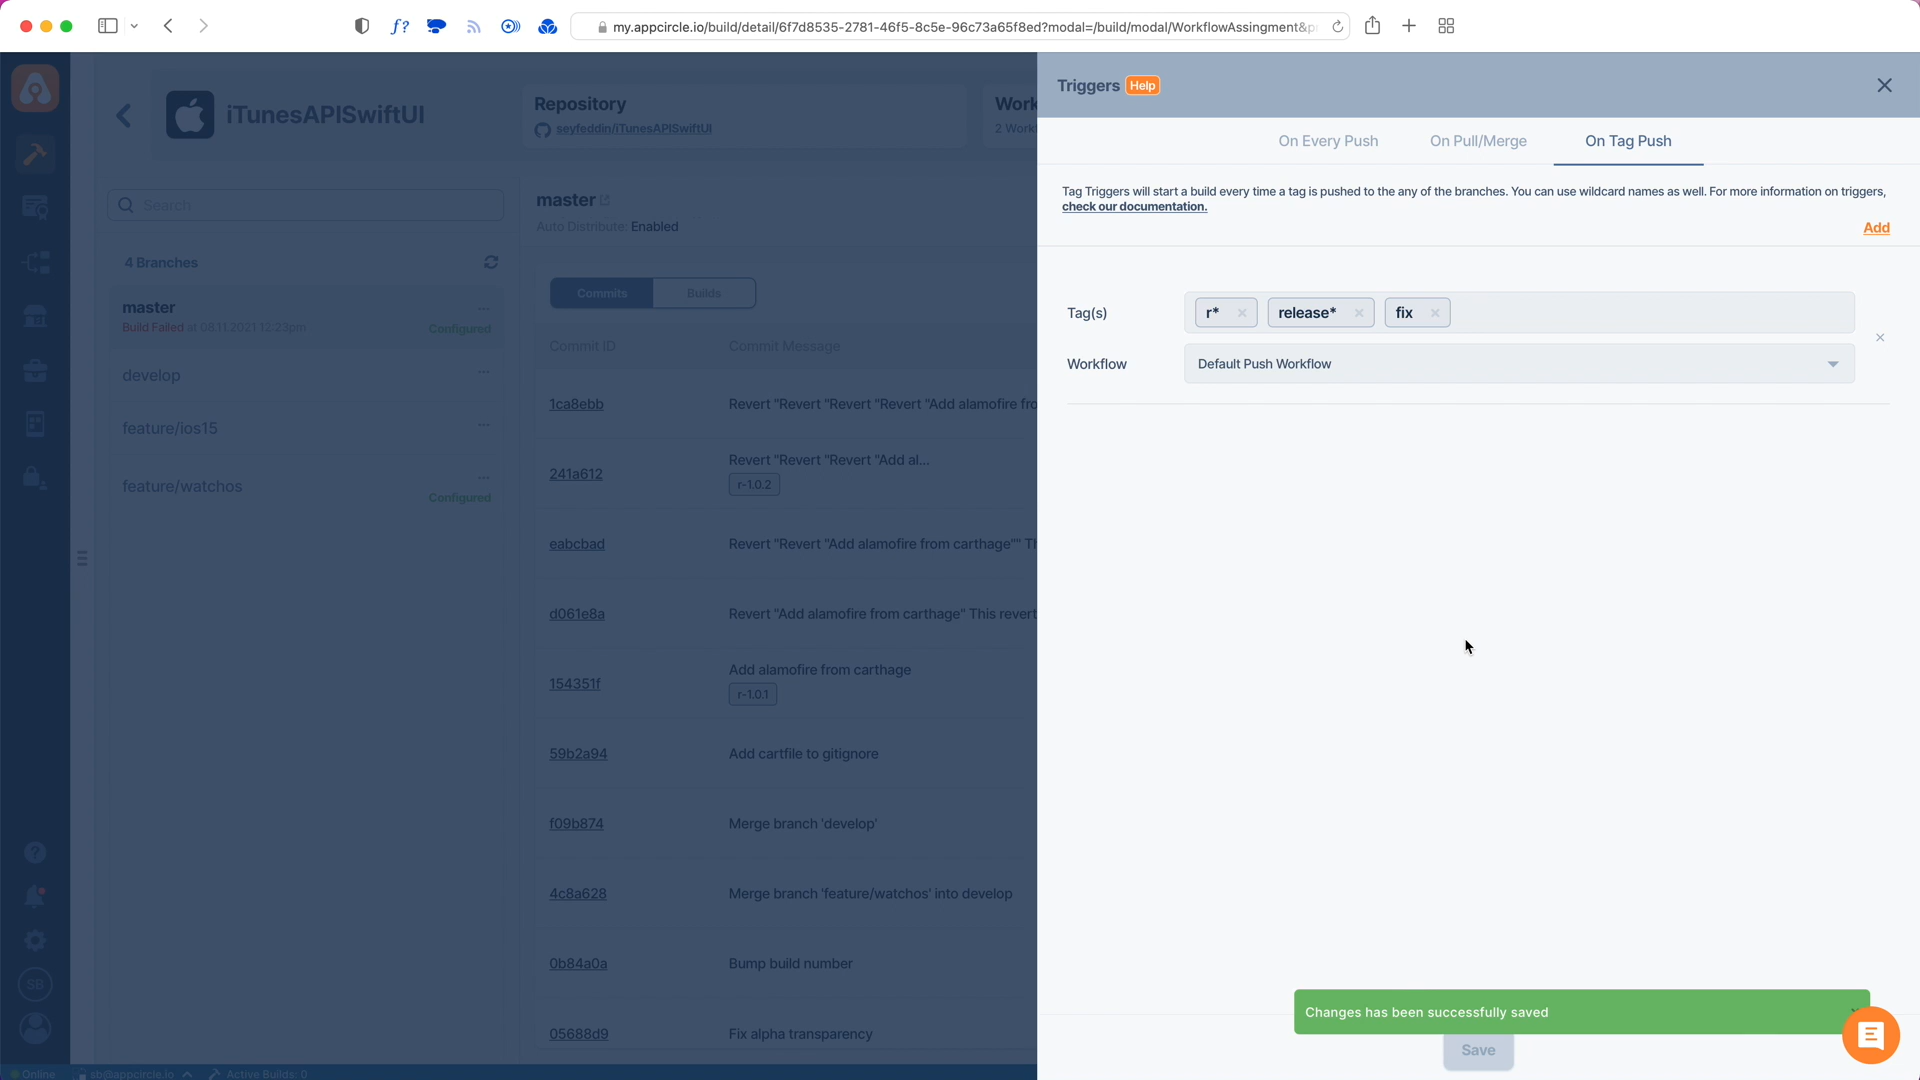 my.appcircle.io/build/detail/6f7d8535-2781-46f5-8c5e-96c73a65f8ed?modal=/build/modal/WorkflowAssingment&p
iTunesAPISwiftUI
Repository
seyfeddin/iTunesAPISwiftUI
Work
2 Workf
Search
4 Branches
master
Build Failed at 08.11.2021 12:23pm
Configured
develop
feature/ios15
feature/watchos
Configured
master
Auto Distribute: Enabled
Commits
Builds
Commit ID
Commit Message
1ca8ebb
Revert "Revert "Revert "Revert "Add alamofire fro
241a612
Revert "Revert "Revert "Add al...
r-1.0.2
eabcbad
Revert "Revert "Add alamofire from carthage"" Th
d061e8a
Revert "Add alamofire from carthage" This revert
154351f
Add alamofire from carthage
r-1.0.1
59b2a94
Add cartfile to gitignore
f09b874
Merge branch 'develop'
4c8a628
Merge branch 'feature/watchos' into develop
0b84a0a
Bump build number
05688d9
Fix alpha transparency
SB
Online
sb@appcircle.io
Active Builds: 0
Triggers
Help
On Every Push
On Pull/Merge
On Tag Push
Tag Triggers will start a build every time a tag is pushed to the any of the branches. You can use wildcard names as well. For more information on triggers,
check our documentation.
Add
Tag(s)
r*
release*
fix
Workflow
Default Push Workflow
Changes has been successfully saved
Save